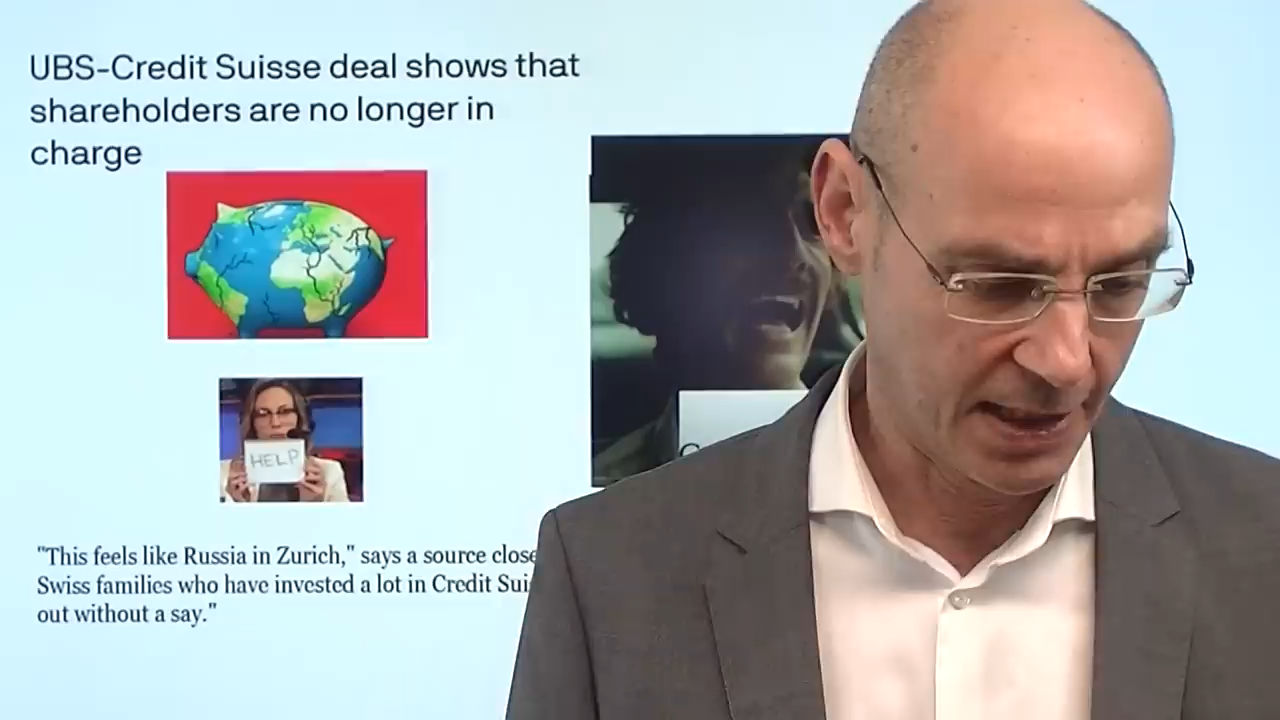 UBS-Credit Suisse deal shows that
shareholders are no longer in
charge
HELP
"This feels like Russia in Zurich," says a source close
Swiss families who have invested a lot in Credit Sui
out without a say."